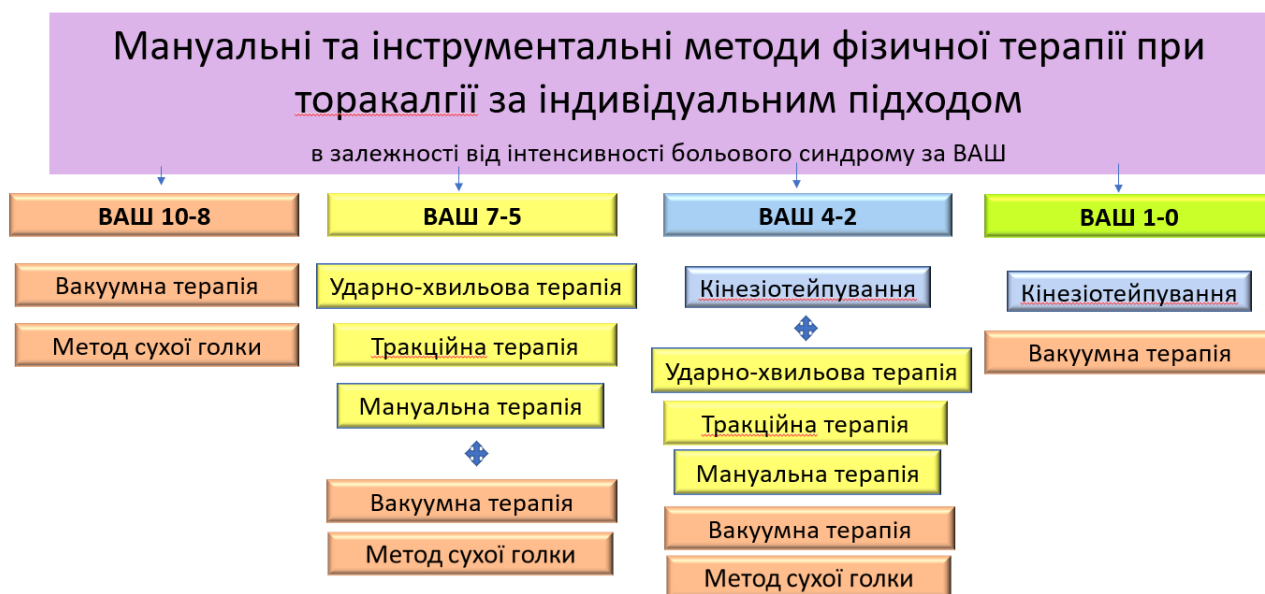 Мануальні та інструментальні методи фізичної терапії при
торакалгії за індивідуальним підходом
в залежності від інтенсивності больового синдрому за ВАШ
ВАШ 10-8
Вакуумна терапія
Метод сухої голки
ВАШ 7-5
Ударно-хвильова терапія
Тракційна терапія
Мануальна терапія
Вакуумна терапія
Метод сухої голки
ВАШ 4-2
Кінезіотейпування
Ударно-хвильова терапія
Тракційна терапія
Мануальна терапія
Вакуумна терапія
Метод сухої голки
ВАШ 1-0
Кінезіотейпування
Вакуумна терапія